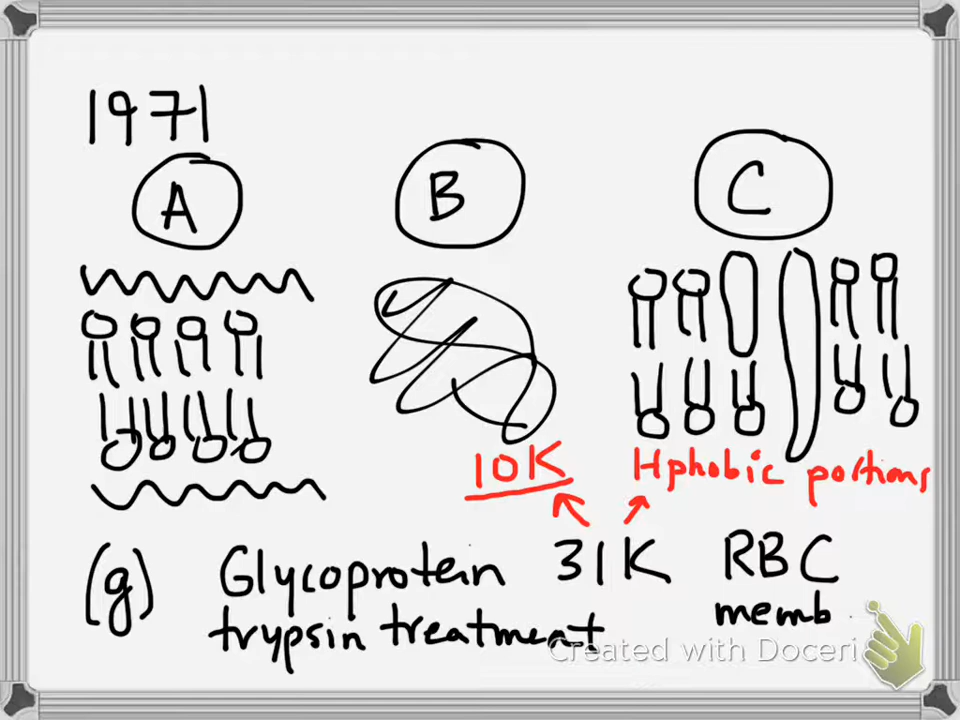 1971
A B C
10K Hphobic portions
(g) Glycoprotein 31K RBC
trypsin treatment memb
Created with Doceri